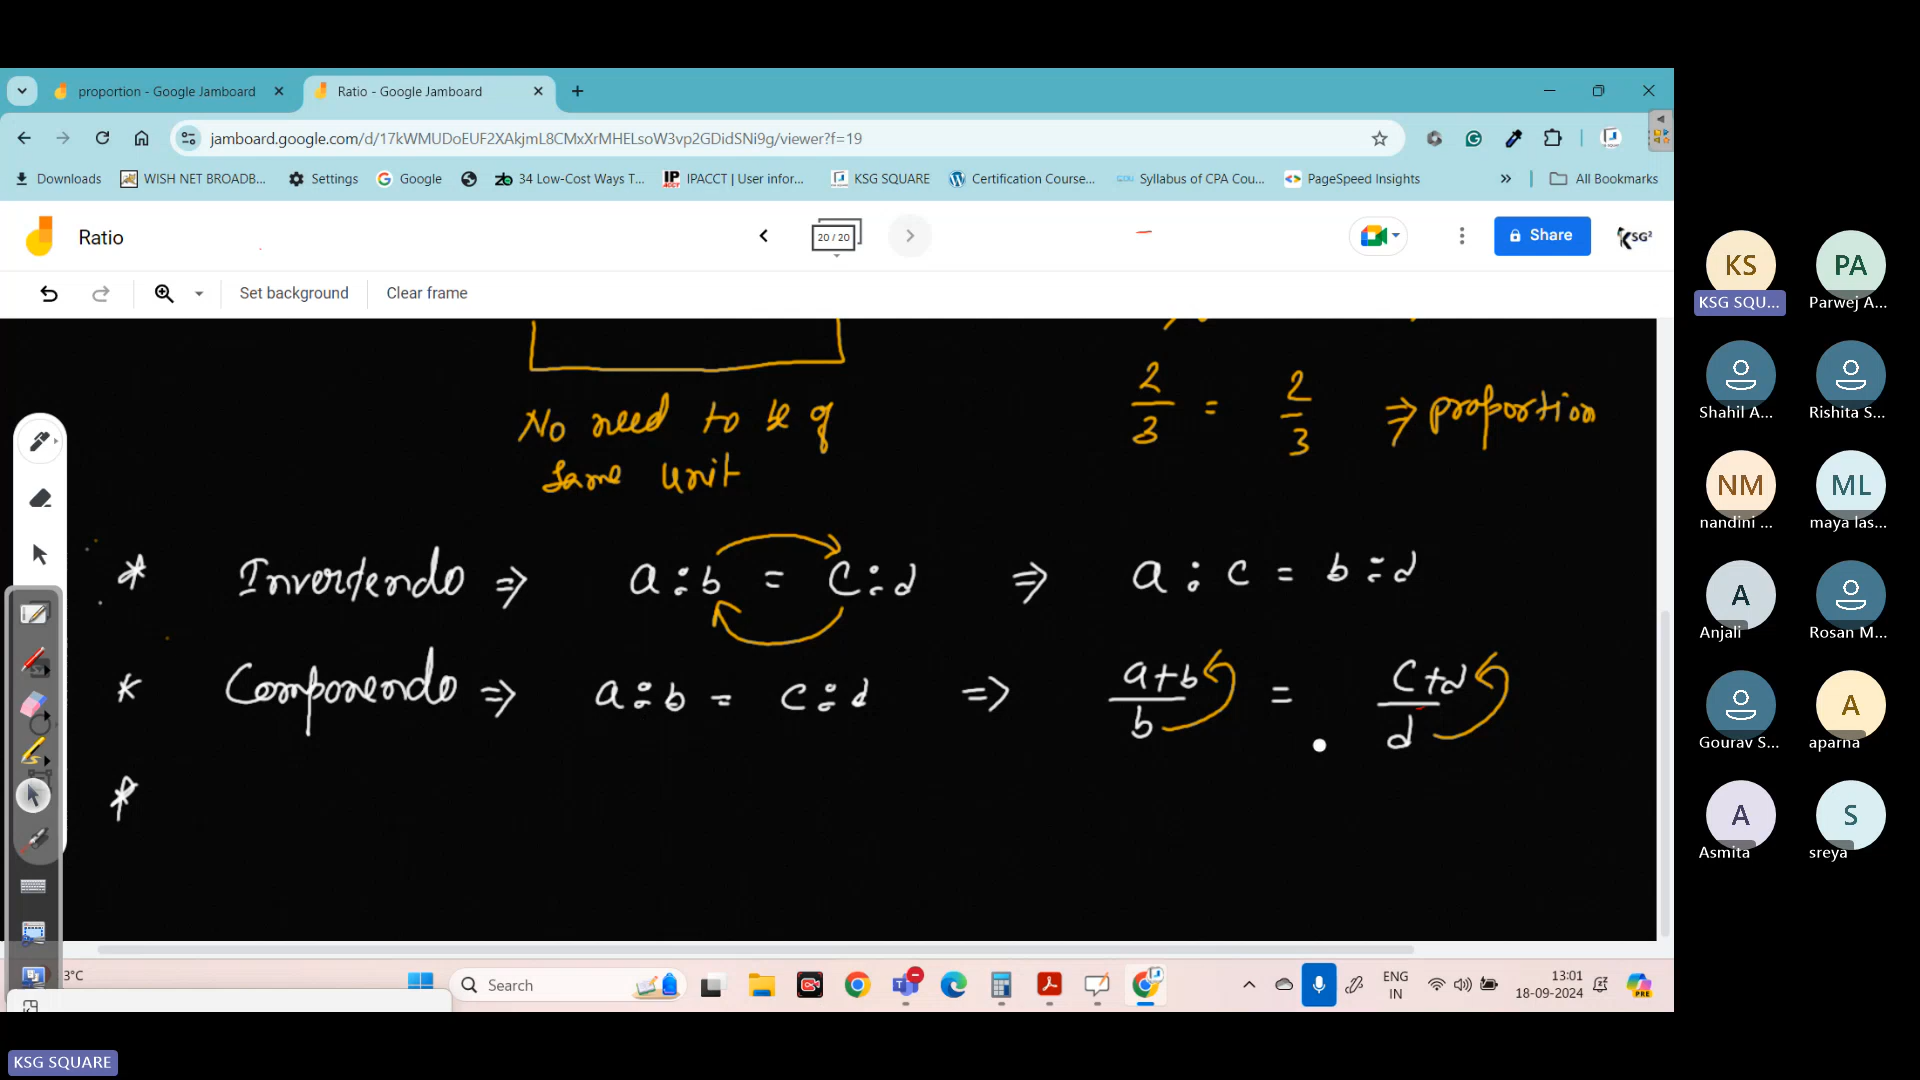 proportion - Google Jamboard
Ratio - Google Jamboard
jamboard.google.com/d/17kWMUDoEUF2XAkjmL8CMxXrMHELsoW3vp2GDidSNi9g/viewer?f=19
Downloads WISH NET BROADB... Settings Google 34 Low-Cost Ways T... IPACCT | User infor... KSG SQUARE Certification Course... Syllabus of CPA Cou... PageSpeed Insights » All Bookmarks
Ratio
20 / 20
Share
KSG²
Set background Clear frame
2/3 = 2/3 ⇒ proportion
No need to be of
same unit
* Invertendo ⇒ a:b = c:d ⇒ a:c = b:d
* Componendo ⇒ a:b = c:d ⇒ a+b/b = c+d/d
*
KS
KSG SQU...
PA
Parwej A...
Shahil A...
Rishita S...
NM
nandini ...
ML
maya las...
A
Anjali
Rosan M...
Gourav S...
A
aparna
A
Asmita
S
sreya
3°C
Search
ENG
IN
13:01
18-09-2024
PRE
KSG SQUARE